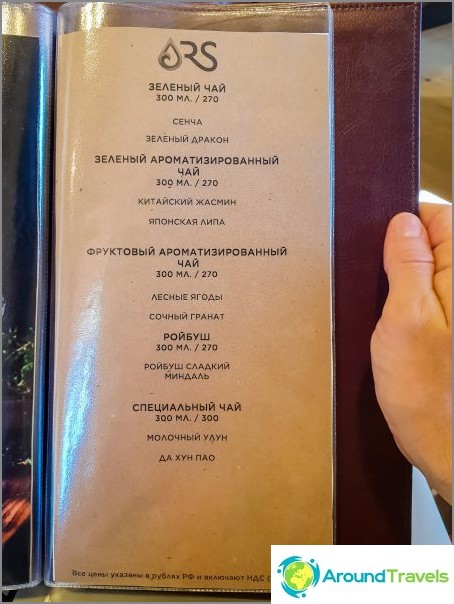 ARS
ЗЕЛЕНЫЙ ЧАЙ
300 МЛ. / 270
СЕНЧА
ЗЕЛЕНЫЙ ДРАКОН
ЗЕЛЕНЫЙ АРОМАТИЗИРОВАННЫЙ
ЧАЙ
300 МЛ. / 270
КИТАЙСКИЙ ЖАСМИН
ЯПОНСКАЯ ЛИПА
ФРУКТОВЫЙ АРОМАТИЗИРОВАННЫЙ
ЧАЙ
300 МЛ. / 270
ЛЕСНЫЕ ЯГОДЫ
СОЧНЫЙ ГРАНАТ
РОЙБУШ
300 МЛ. / 270
РОЙБУШ СЛАДКИЙ
МИНДАЛЬ
СПЕЦИАЛЬНЫЙ ЧАЙ
300 МЛ. / 300
МОЛОЧНЫЙ УЛУН
ДА ХУН ПАО
Все цены указаны в рублях РФ и включают НДС (
AroundTravels